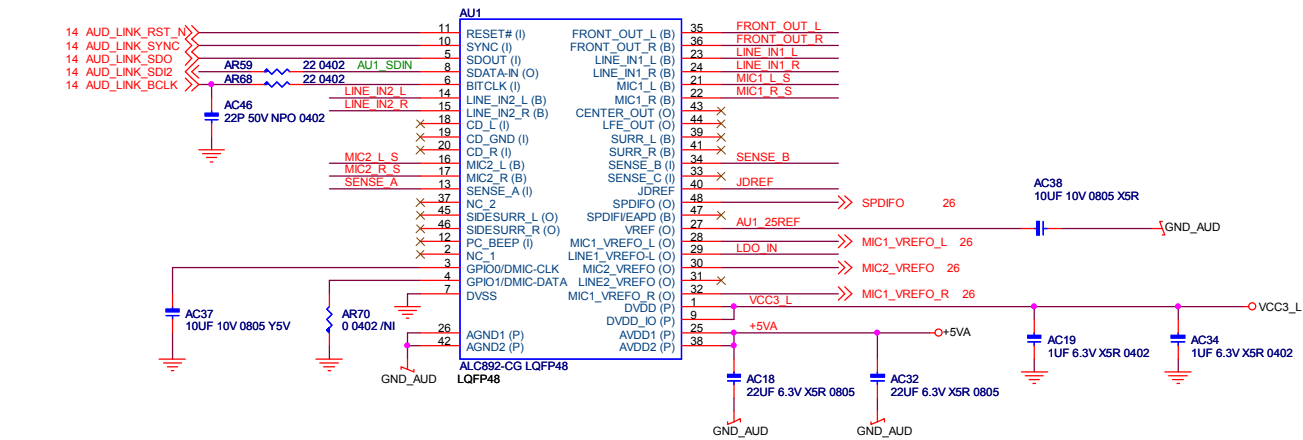 AU1
14 AUD_LINK_RST_N 11 RESET# (I) FRONT_OUT_L (B) 35 FRONT_OUT_L
14 AUD_LINK_SYNC 10 SYNC (I) FRONT_OUT_R (B) 36 FRONT_OUT_R
14 AUD_LINK_SDO 5 SDOUT (I) LINE_IN1_L (B) 23 LINE_IN1_L
14 AUD_LINK_SDI2 AR59 22 0402 AU1_SDIN 8 SDATA-IN (O) LINE_IN1_R (B) 24 LINE_IN1_R
14 AUD_LINK_BCLK AR68 22 0402 6 BITCLK (I) MIC1_L (B) 21 MIC1_L_S
LINE_IN2_L 14 LINE_IN2_L (B) MIC1_R (B) 22 MIC1_R_S
LINE_IN2_R 15 LINE_IN2_R (B) CENTER_OUT (O) 43
AC46
22P 50V NPO 0402
18 CD_L (I) LFE_OUT (O) 44
19 CD_GND (I) SURR_L (B) 39
20 CD_R (I) SURR_R (B) 41
MIC2_L_S 16 MIC2_L (B) SENSE_B (I) 34 SENSE_B
MIC2_R_S 17 MIC2_R (B) SENSE_C (I) 33
SENSE_A 13 SENSE_A (I) JDREF 40 JDREF
37 NC_2 SPDIFO (O) 48 SPDIFO 26
45 SIDESURR_L (O) SPDIFI/EAPD (B) 47
46 SIDESURR_R (O) VREF (O) 27 AU1_25REF
AC38
10UF 10V 0805 X5R
GND_AUD
12 PC_BEEP (I) MIC1_VREFO_L (O) 28 MIC1_VREFO_L 26
2 NC_1 LINE1_VREFO-L (O) 29 LDO_IN
3 GPIO0/DMIC-CLK MIC2_VREFO (O) 30 MIC2_VREFO 26
4 GPIO1/DMIC-DATA LINE2_VREFO (O) 31
7 DVSS MIC1_VREFO_R (O) 32 MIC1_VREFO_R 26
DVDD (P) 1 VCC3_L VCC3_L
DVDD_IO (P) 9
AC37
10UF 10V 0805 Y5V
AR70
0 0402 /NI
26 AGND1 (P) AVDD1 (P) 25 +5VA +5VA
42 AGND2 (P) AVDD2 (P) 38
AC19
1UF 6.3V X5R 0402
AC34
1UF 6.3V X5R 0402
ALC892-CG LQFP48
LQFP48
GND_AUD
AC18
22UF 6.3V X5R 0805
AC32
22UF 6.3V X5R 0805
GND_AUD GND_AUD